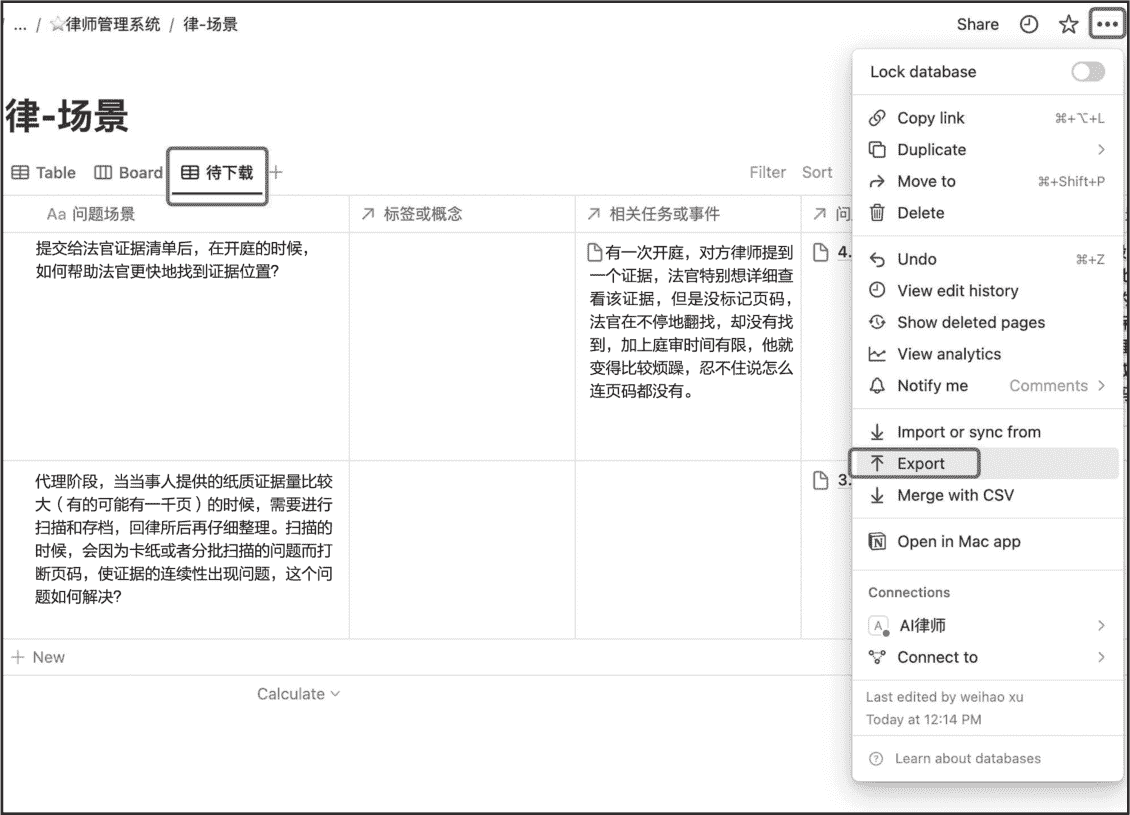 ... / ☆律师管理系统 / 律-场景
Share
律-场景
Table Board 待下载 +
Filter Sort
Aa 问题场景
标签或概念
相关任务或事件
问
提交给法官证据清单后，在开庭的时候，
如何帮助法官更快地找到证据位置？
有一次开庭，对方律师提到
一个证据，法官特别想详细查
看该证据，但是没标记页码，
法官在不停地翻找，却没有找
到，加上庭审时间有限，他就
变得比较烦躁，忍不住说怎么
连页码都没有。
4.
代理阶段，当当事人提供的纸质证据量比较
大（有的可能有一千页）的时候，需要进行
扫描和存档，回律所后再仔细整理。扫描的
时候，会因为卡纸或者分批扫描的问题而打
断页码，使证据的连续性出现问题，这个问
题如何解决？
3.
+ New
Calculate
Lock database
Copy link ⌘+⌥+L
Duplicate
Move to ⌘+Shift+P
Delete
Undo ⌘+Z
View edit history
Show deleted pages
View analytics
Notify me Comments
Import or sync from
Export
Merge with CSV
Open in Mac app
Connections
A AI律师
Connect to
Last edited by weihao xu
Today at 12:14 PM
Learn about databases